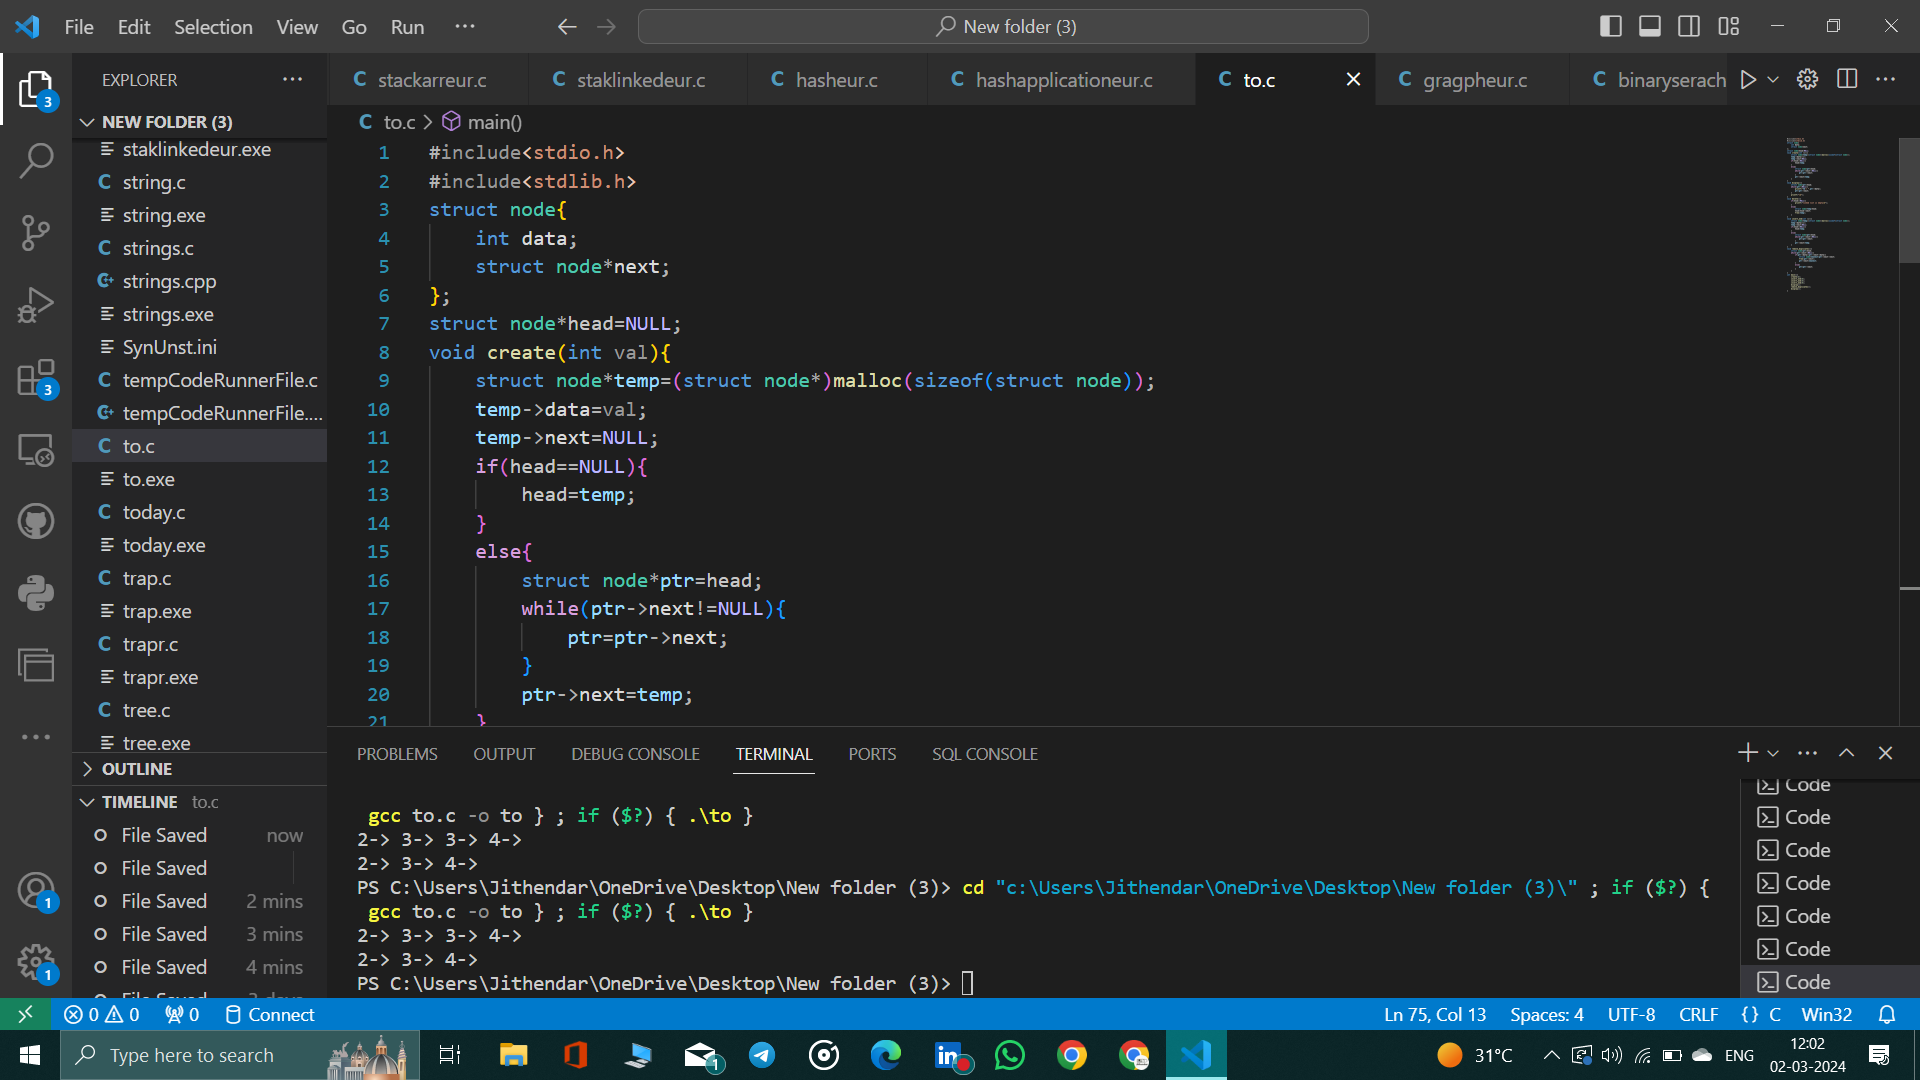 File Edit Selection View Go Run ···
New folder (3)
EXPLORER
stackarreur.c
staklinkedeur.c
hasheur.c
hashapplicationeur.c
to.c
gragpheur.c
binaryserach
NEW FOLDER (3)
staklinkedeur.exe
string.c
string.exe
strings.c
strings.cpp
strings.exe
SynUnst.ini
tempCodeRunnerFile.c
tempCodeRunnerFile....
to.c
to.exe
today.c
today.exe
trap.c
trap.exe
trapr.c
trapr.exe
tree.c
tree.exe
OUTLINE
TIMELINE to.c
File Saved now
File Saved
File Saved 2 mins
File Saved 3 mins
File Saved 4 mins
3
3
1
1
C to.c > main()
1 #include<stdio.h>
2 #include<stdlib.h>
3 struct node{
4 int data;
5 struct node*next;
6 };
7 struct node*head=NULL;
8 void create(int val){
9 struct node*temp=(struct node*)malloc(sizeof(struct node));
10 temp->data=val;
11 temp->next=NULL;
12 if(head==NULL){
13 head=temp;
14 }
15 else{
16 struct node*ptr=head;
17 while(ptr->next!=NULL){
18 ptr=ptr->next;
19 }
20 ptr->next=temp;
21 }
PROBLEMS OUTPUT DEBUG CONSOLE TERMINAL PORTS SQL CONSOLE
gcc to.c -o to } ; if ($?) { .\to }
2-> 3-> 3-> 4->
2-> 3-> 4->
PS C:\Users\Jithendar\OneDrive\Desktop\New folder (3)> cd "c:\Users\Jithendar\OneDrive\Desktop\New folder (3)\" ; if ($?) {
gcc to.c -o to } ; if ($?) { .\to }
2-> 3-> 3-> 4->
2-> 3-> 4->
PS C:\Users\Jithendar\OneDrive\Desktop\New folder (3)>
Code
Code
Code
Code
Code
Code
Code
0 0 0 Connect
Ln 75, Col 13 Spaces: 4 UTF-8 CRLF {} C Win32
Type here to search
1
31°C
ENG
12:02
02-03-2024